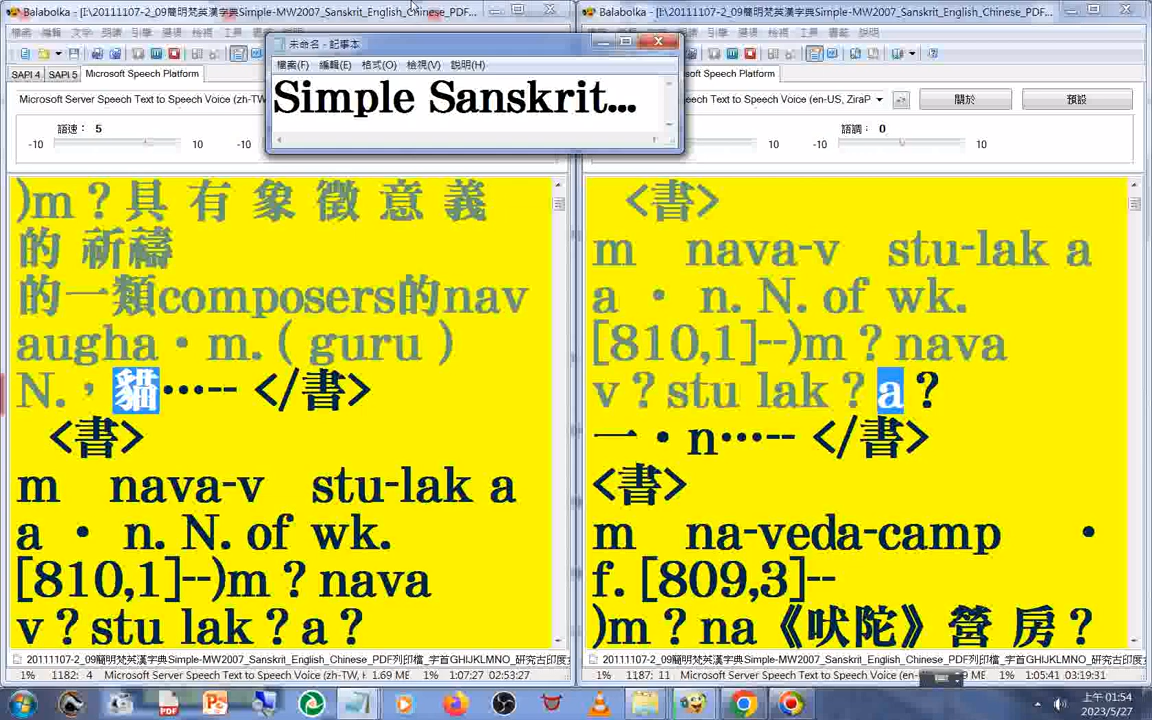 Balabolka - [I:\20111107-2_09簡明梵英漢字典Simple-MW2007_Sanskrit_English_Chinese_PDF...
SAPI 4 SAPI 5 Microsoft Speech Platform
Microsoft Server Speech Text to Speech Voice (zh-TW,
語速： 5
-10 10 -10
)m？具 有 象 徵 意 義
的 祈禱
的一類composers的nav
augha·m.（guru）
N.，貓…-- </書>
<書>
m nava-v stu-lak a
a · n. N. of wk.
[810,1]--)m？nava
v？stu lak？a？
20111107-2_09簡明梵英漢字典Simple-MW2007_Sanskrit_English_Chinese_PDF列印檔_字首GHIJKLMNO_研究古印度
1% 1182: 4 Microsoft Server Speech Text to Speech Voice (zh-TW, 1.69 ME 1% 1:07:27 02:53:27
未命名 - 記事本
檔案(F) 編輯(E) 格式(O) 檢視(V) 說明(H)
Simple Sanskrit...
Balabolka - [I:\20111107-2_09簡明梵英漢字典Simple-MW2007_Sanskrit_English_Chinese_PDF...
Speech Platform
eech Text to Speech Voice (en-US, ZiraP 關於 預設
語調： 0
10 -10 10
<書>
m nava-v stu-lak a
a · n. N. of wk.
[810,1]--)m？nava
v？stu lak？a？
一·n…-- </書>
<書>
m na-veda-camp ·
f. [809,3]--
)m？na《吠陀》營 房？
20111107-2_09簡明梵英漢字典Simple-MW2007_Sanskrit_English_Chinese_PDF列印檔_字首GHIJKLMNO_研究古印度
1% 1187: 11 Microsoft Server Speech Text to Speech Voice 1% 1:05:41 03:19:31
上午 01:54
2023/5/27